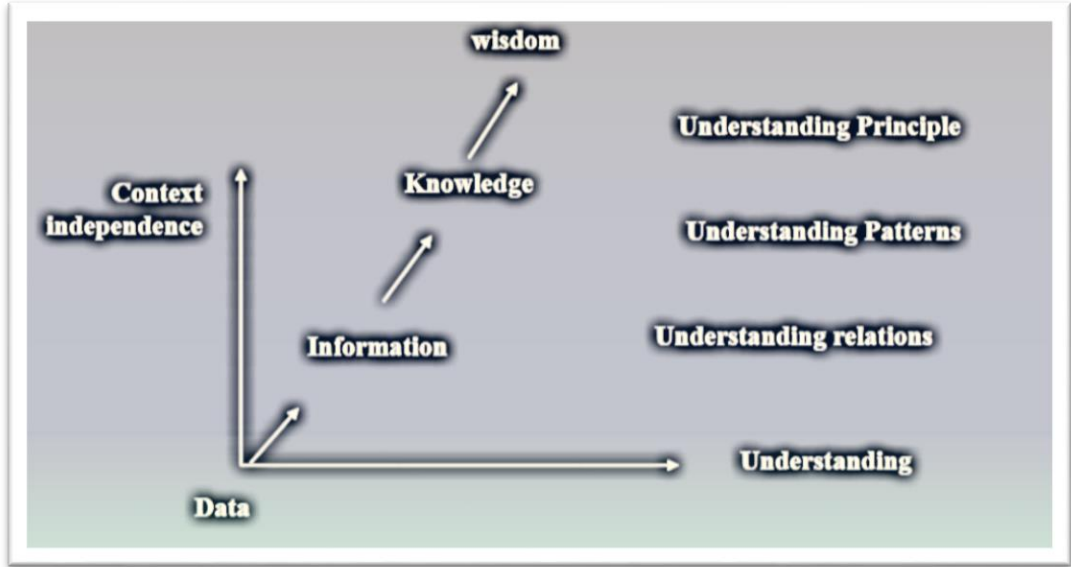 wisdom
Understanding Principle
Knowledge
Context
independence
Understanding Patterns
Understanding relations
Information
Understanding
Data